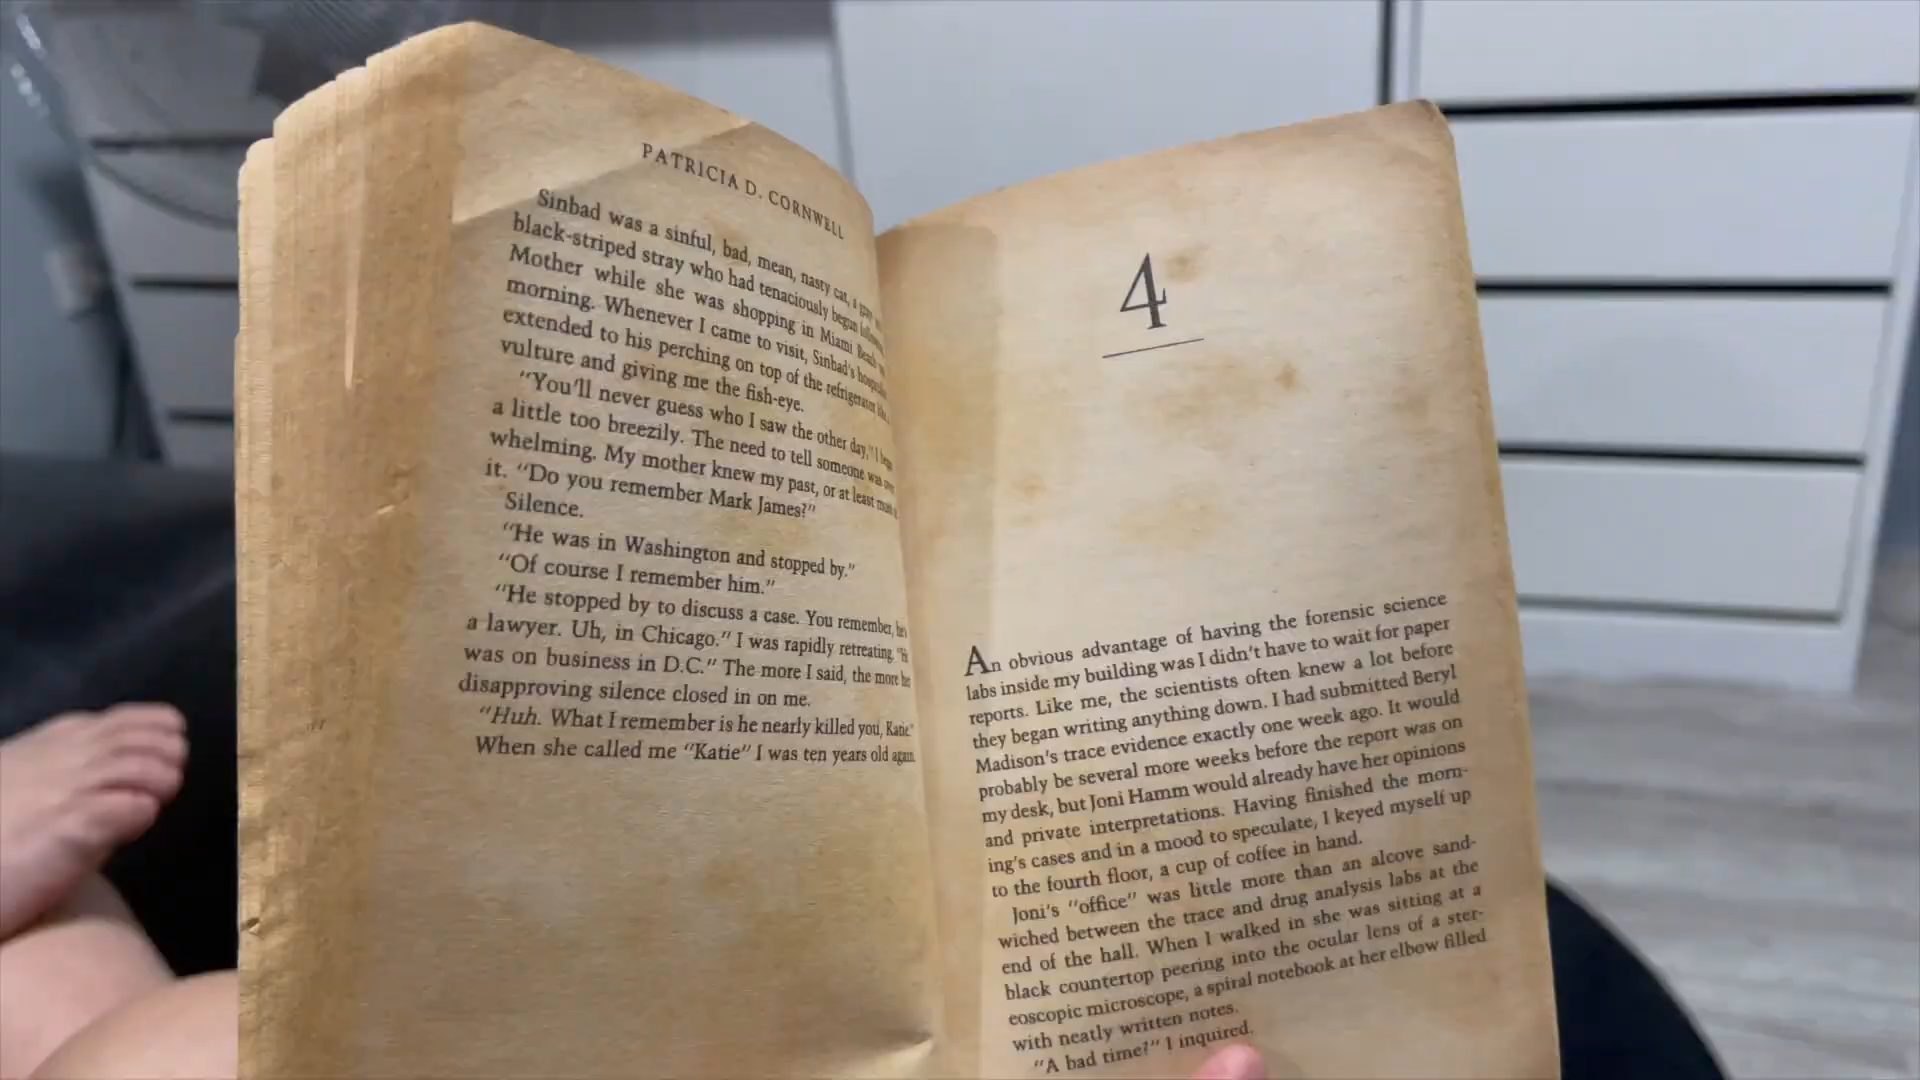 PATRICIA D. CORNWELL
Sinbad was a sinful, bad, mean, nasty cat, a gray
black-striped stray who had tenaciously begun following
Mother while she was shopping in Miami Beach
morning. Whenever I came to visit, Sinbad's
extended to his perching on top of the refrigerator like
vulture and giving me the fish-eye.
"You'll never guess who I saw the other day," I began
a little too breezily. The need to tell someone was over-
whelming. My mother knew my past, or at least most
it. "Do you remember Mark James?"
Silence.
"He was in Washington and stopped by."
"Of course I remember him."
"He stopped by to discuss a case. You remember, he's
a lawyer. Uh, in Chicago." I was rapidly retreating.
was on business in D.C." The more I said, the more her
disapproving silence closed in on me.
"Huh. What I remember is he nearly killed you, Katie."
When she called me "Katie" I was ten years old again.
4
An obvious advantage of having the forensic science
labs inside my building was I didn't have to wait for paper
reports. Like me, the scientists often knew a lot before
they began writing anything down. I had submitted Beryl
Madison's trace evidence exactly one week ago. It would
probably be several more weeks before the report was on
my desk, but Joni Hamm would already have her opinions
and private interpretations. Having finished the morn-
ing's cases and in a mood to speculate, I keyed myself up
to the fourth floor, a cup of coffee in hand.
Joni's "office" was little more than an alcove sand-
wiched between the trace and drug analysis labs at the
end of the hall. When I walked in she was sitting at a
black countertop peering into the ocular lens of a ster-
eoscopic microscope, a spiral notebook at her elbow filled
with neatly written notes.
"A bad time?" I inquired.